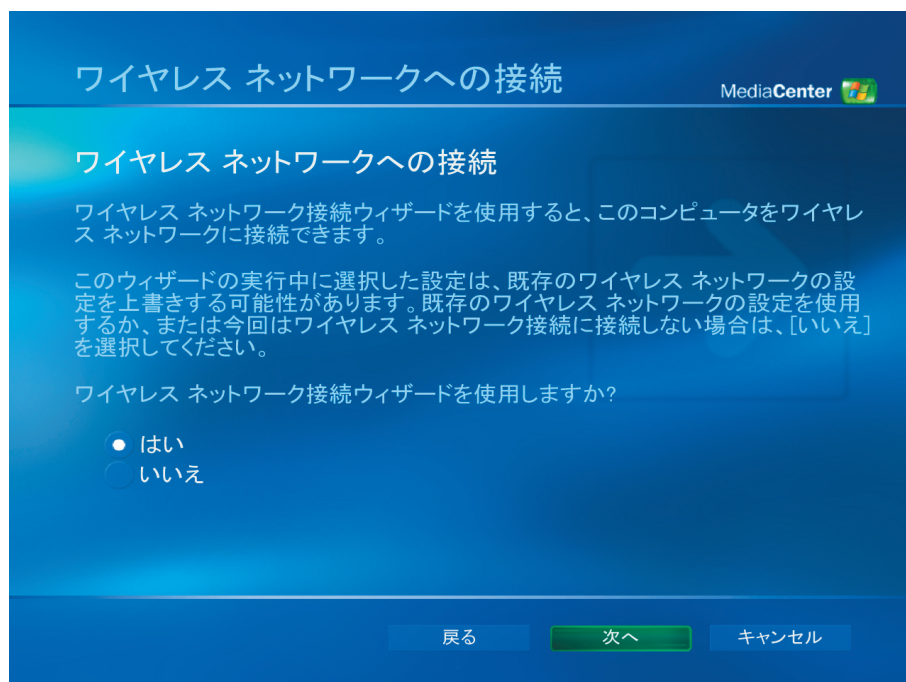 ワイヤレス ネットワークへの接続
MediaCenter
ワイヤレス ネットワークへの接続
ワイヤレス ネットワーク接続ウィザードを使用すると、このコンピュータをワイヤレ
ス ネットワークに接続できます。
このウィザードの実行中に選択した設定は、既存のワイヤレス ネットワークの設
定を上書きする可能性があります。既存のワイヤレス ネットワークの設定を使用
するか、または今回はワイヤレス ネットワーク接続に接続しない場合は、[いいえ]
を選択してください。
ワイヤレス ネットワーク接続ウィザードを使用しますか?
はい
いいえ
戻る 次へ キャンセル